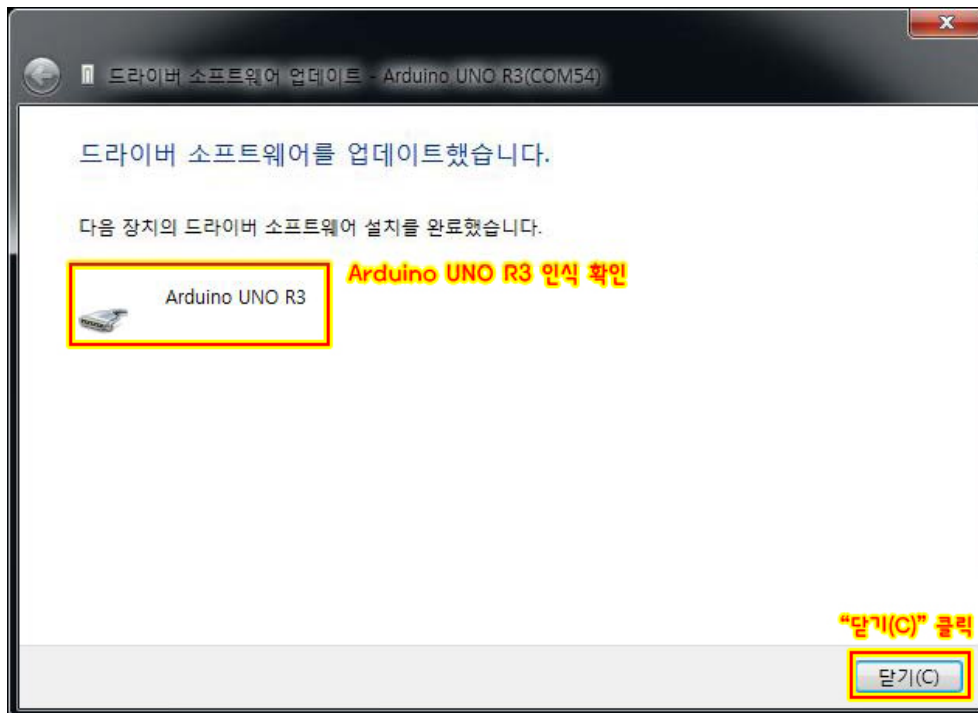 드라이버 소프트웨어 업데이트 - Arduino UNO R3(COM54)
드라이버 소프트웨어를 업데이트했습니다.
다음 장치의 드라이버 소프트웨어 설치를 완료했습니다.
Arduino UNO R3 인식 확인
Arduino UNO R3
“닫기(C)” 클릭
닫기(C)